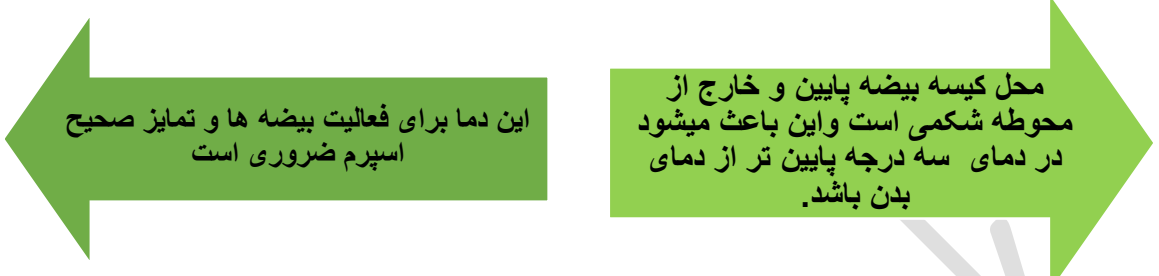 محل کیسه بیضه پایین و خارج از
محوطه شکمی است واین باعث میشود
در دمای سه درجه پایین تر از دمای
بدن باشد.
این دما برای فعالیت بیضه ها و تمایز صحیح
اسپرم ضروری است